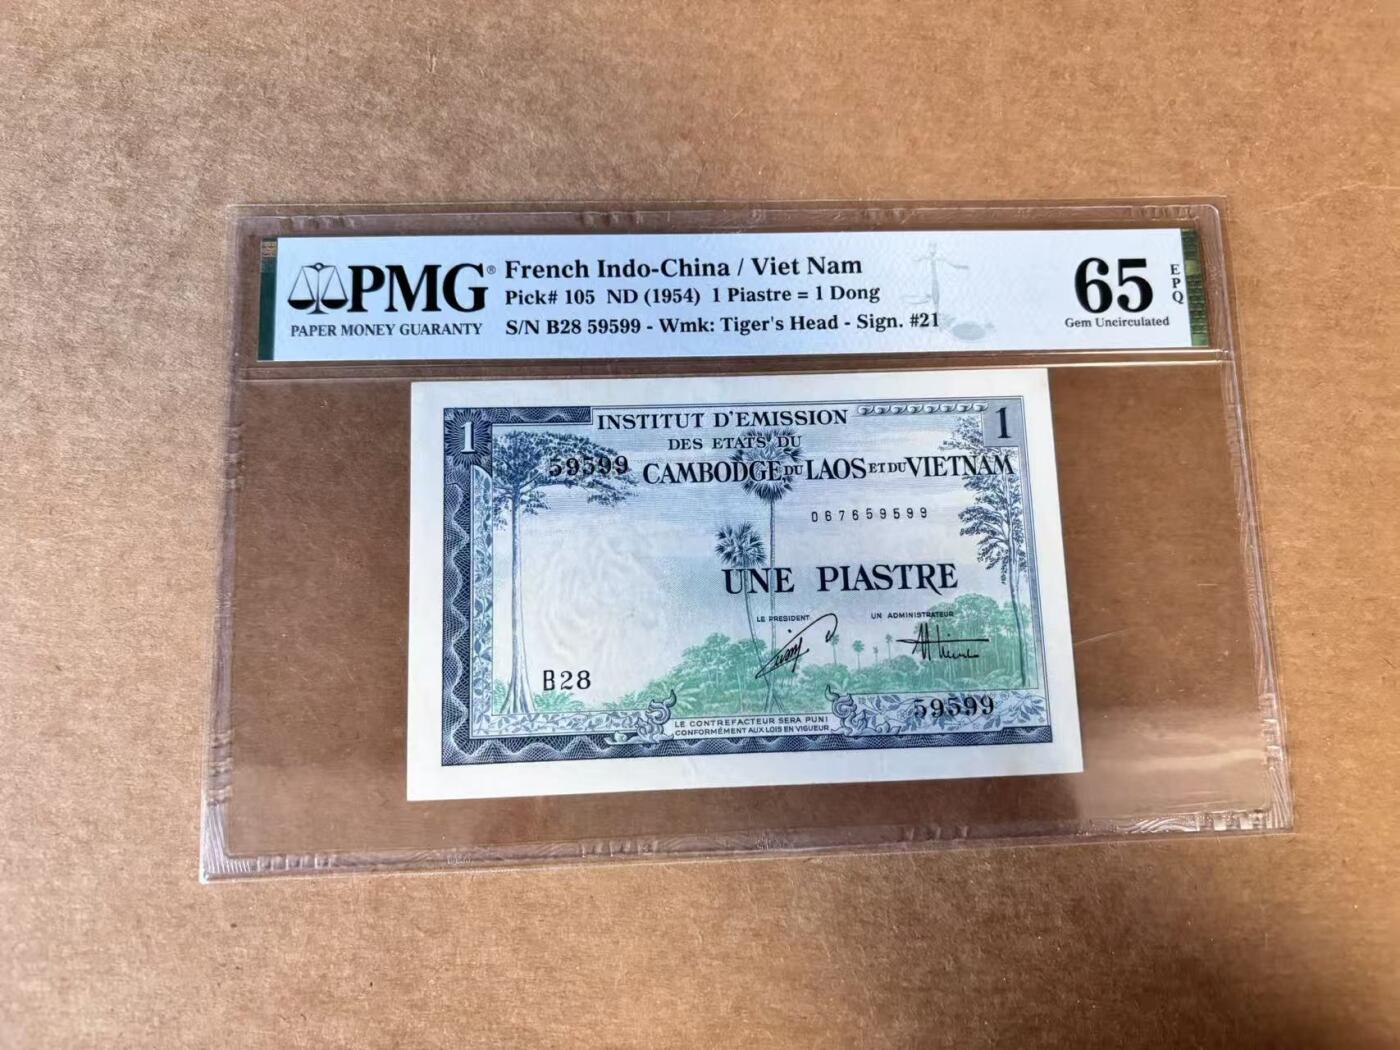 PMG®
PAPER MONEY GUARANTY
French Indo-China / Viet Nam
Pick# 105 ND (1954) 1 Piastre = 1 Dong
S/N B28 59599 - Wmk: Tiger's Head - Sign. #21
65
EPQ
Gem Uncirculated
1
INSTITUT D'EMISSION
1
DES ETATS DU
59599
CAMBODGE DU LAOS ET DU VIETNAM
067659599
UNE PIASTRE
LE PRESIDENT
UN ADMINISTRATEUR
B28
59599
LE CONTREFACTEUR SERA PUNI
CONFORMÉMENT AUX LOIS EN VIGUEUR